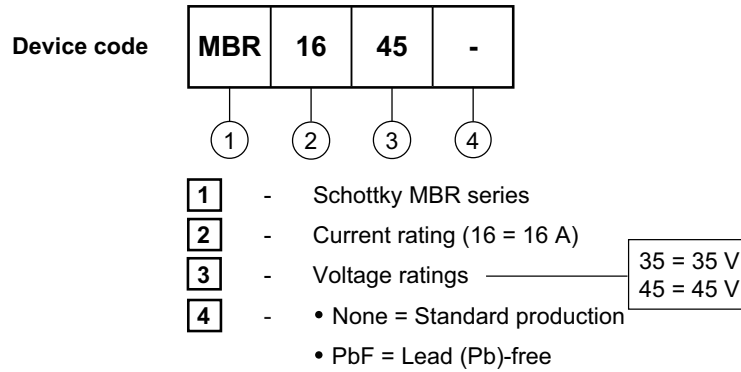 Device code MBR 16 45 -
1 2 3 4
1 - Schottky MBR series
2 - Current rating (16 = 16 A)
3 - Voltage ratings
35 = 35 V
45 = 45 V
4 - • None = Standard production
• PbF = Lead (Pb)-free